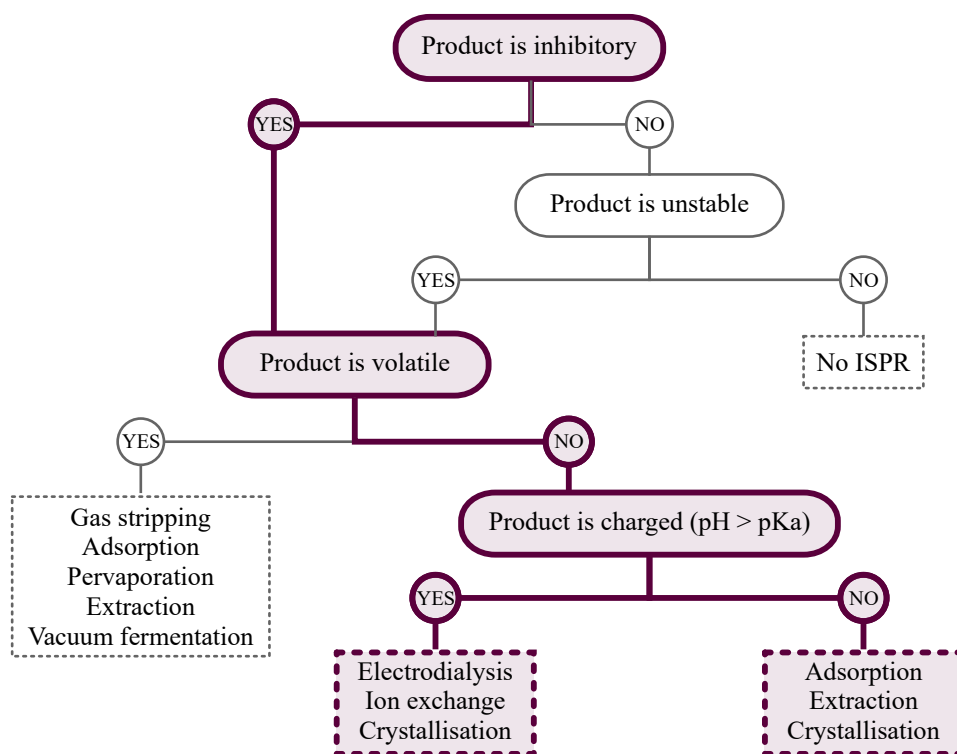 Product is inhibitory
YES
NO
Product is unstable
YES
NO
Product is volatile
No ISPR
YES
NO
Gas stripping
Adsorption
Pervaporation
Extraction
Vacuum fermentation
Product is charged (pH > pKa)
YES
NO
Electrodialysis
Ion exchange
Crystallisation
Adsorption
Extraction
Crystallisation